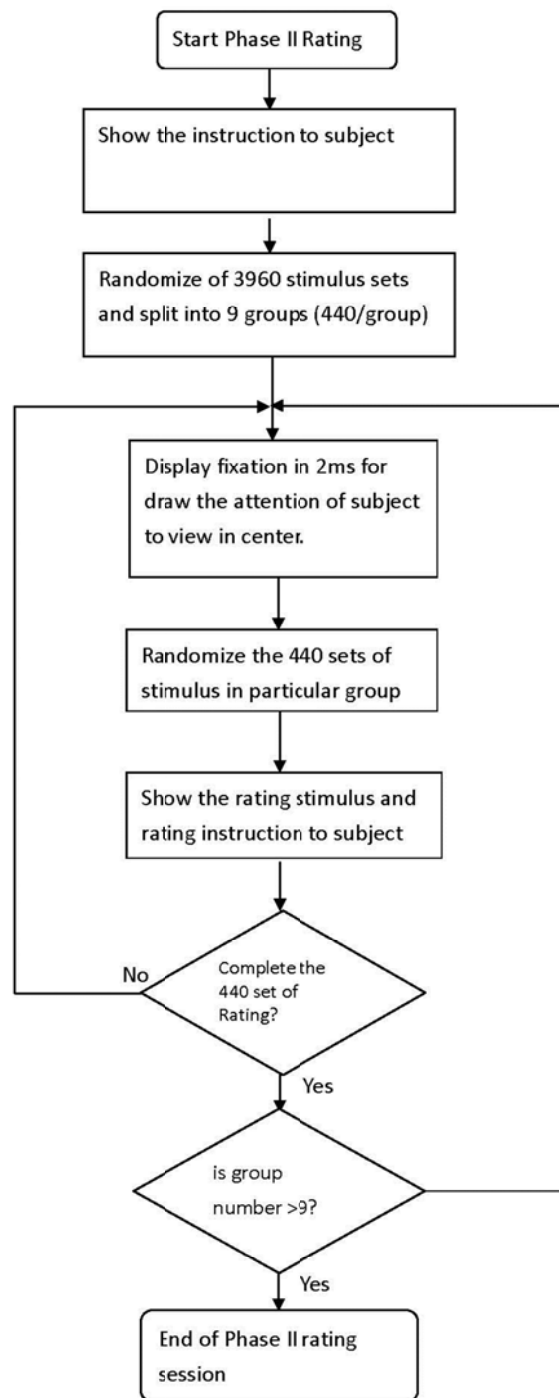 Start Phase II Rating
Show the instruction to subject
Randomize of 3960 stimulus sets
and split into 9 groups (440/group)
Display fixation in 2ms for
draw the attention of subject
to view in center.
Randomize the 440 sets of
stimulus in particular group
Show the rating stimulus and
rating instruction to subject
No
Complete the
440 set of
Rating?
Yes
is group
number >9?
Yes
End of Phase II rating
session